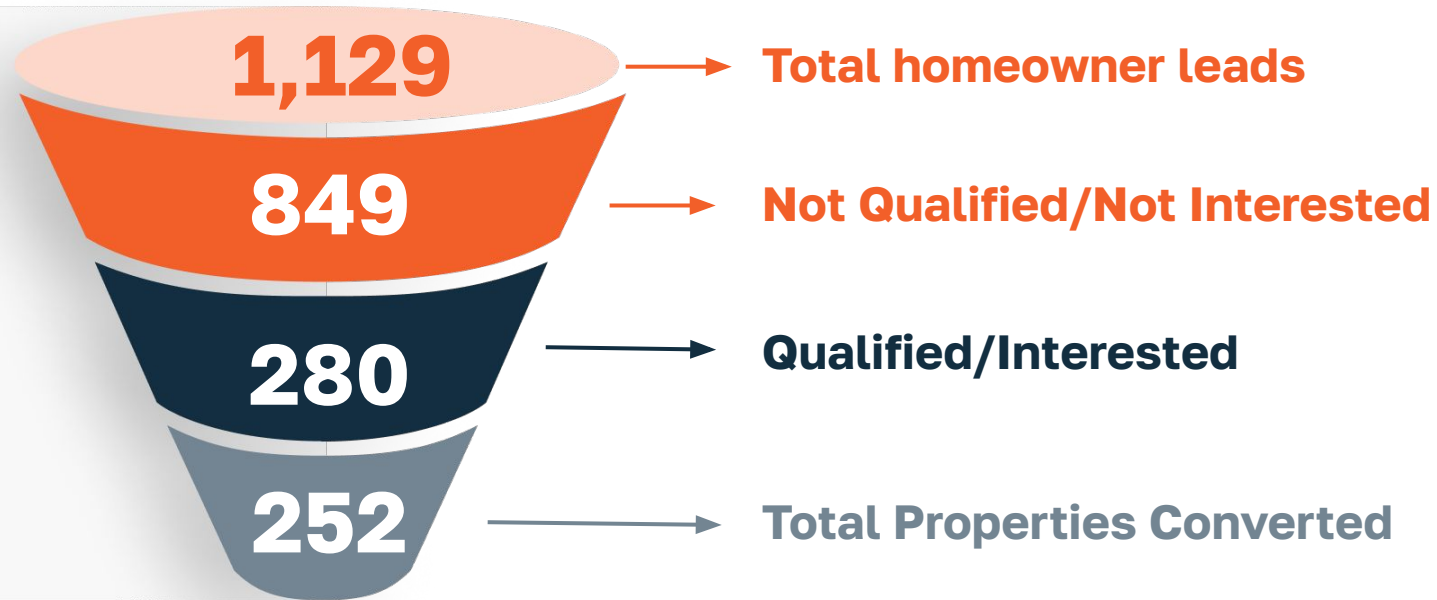 1,129
Total homeowner leads
849
Not Qualified/Not Interested
280
Qualified/Interested
252
Total Properties Converted